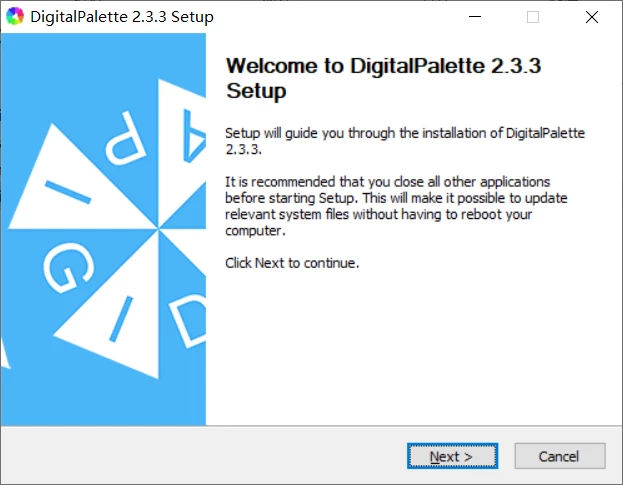 DigitalPalette 2.3.3 Setup
Welcome to DigitalPalette 2.3.3
Setup
Setup will guide you through the installation of DigitalPalette
2.3.3.
It is recommended that you close all other applications
before starting Setup. This will make it possible to update
relevant system files without having to reboot your
computer.
Click Next to continue.
D
I
G
I
P
A
Next >
Cancel